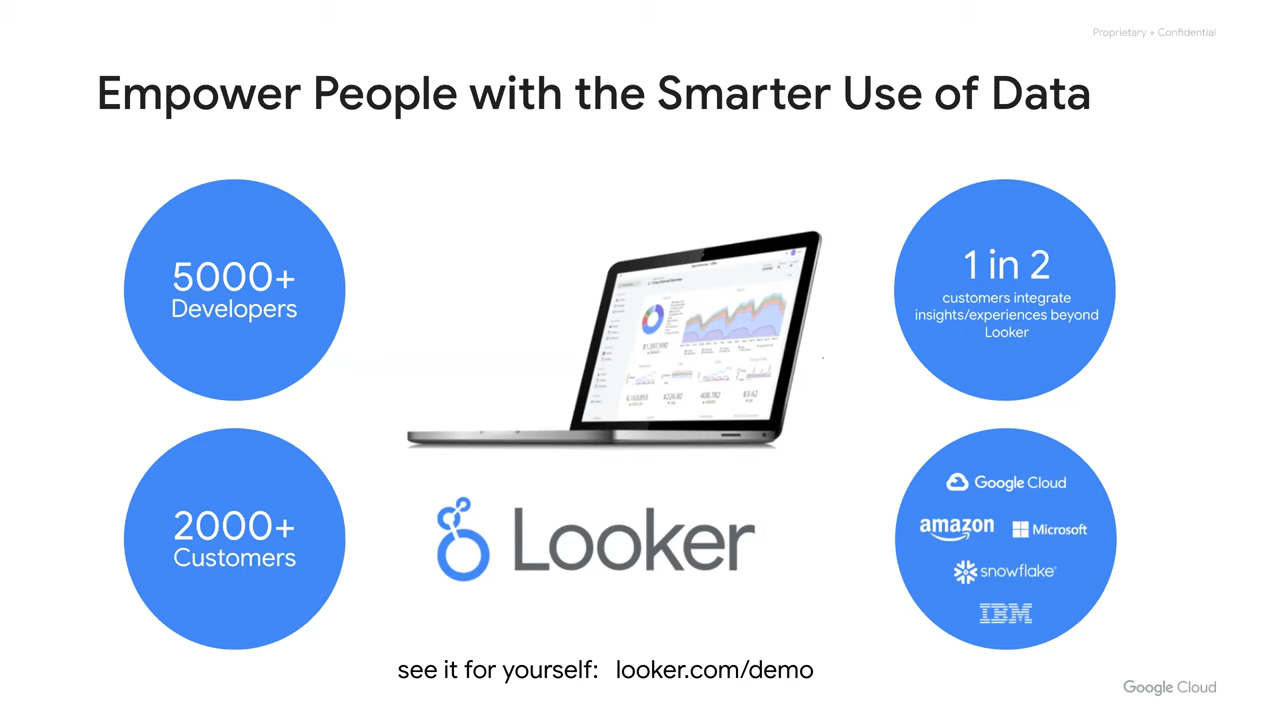 Proprietary + Confidential
Empower People with the Smarter Use of Data
5000+
Developers
1 in 2
customers integrate
insights/experiences beyond
Looker
2000+
Customers
Looker
Google Cloud
amazon
Microsoft
snowflake
IBM
see it for yourself: looker.com/demo
Google Cloud